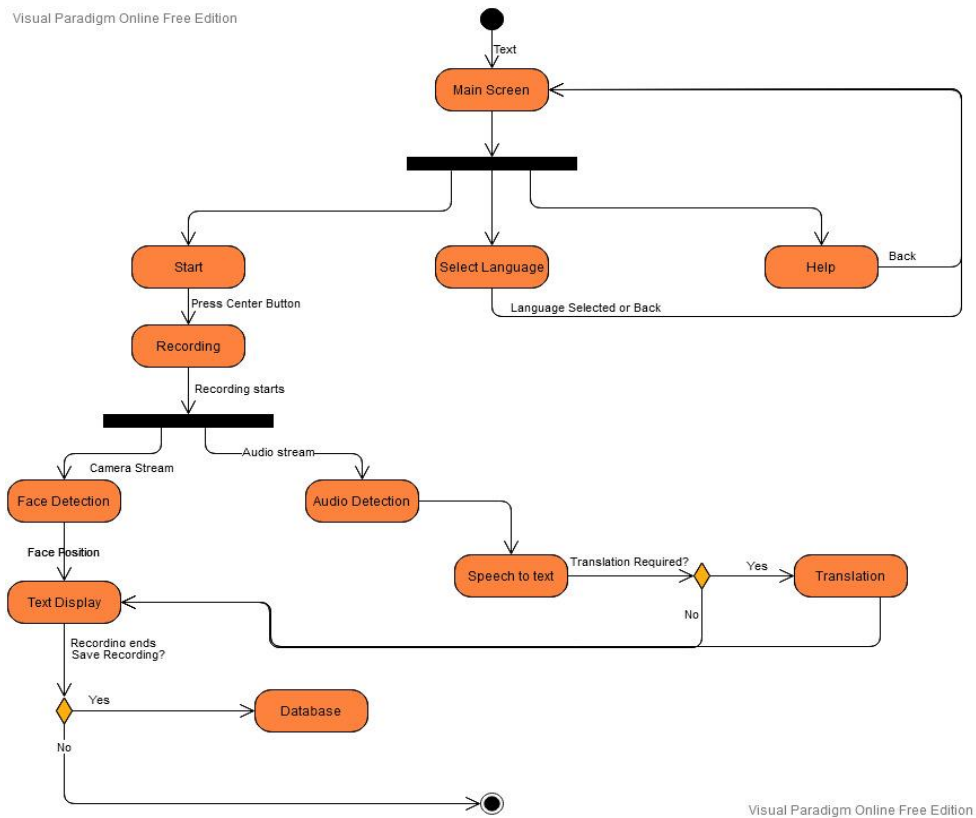 Visual Paradigm Online Free Edition
Text
Main Screen
Start
Select Language
Help
Back
Press Center Button
Language Selected or Back
Recording
Recording starts
Camera Stream
Audio stream
Face Detection
Audio Detection
Face Position
Speech to text
Translation Required?
Yes
Translation
Text Display
No
Recording ends
Save Recording?
Yes
Database
No
Visual Paradigm Online Free Edition